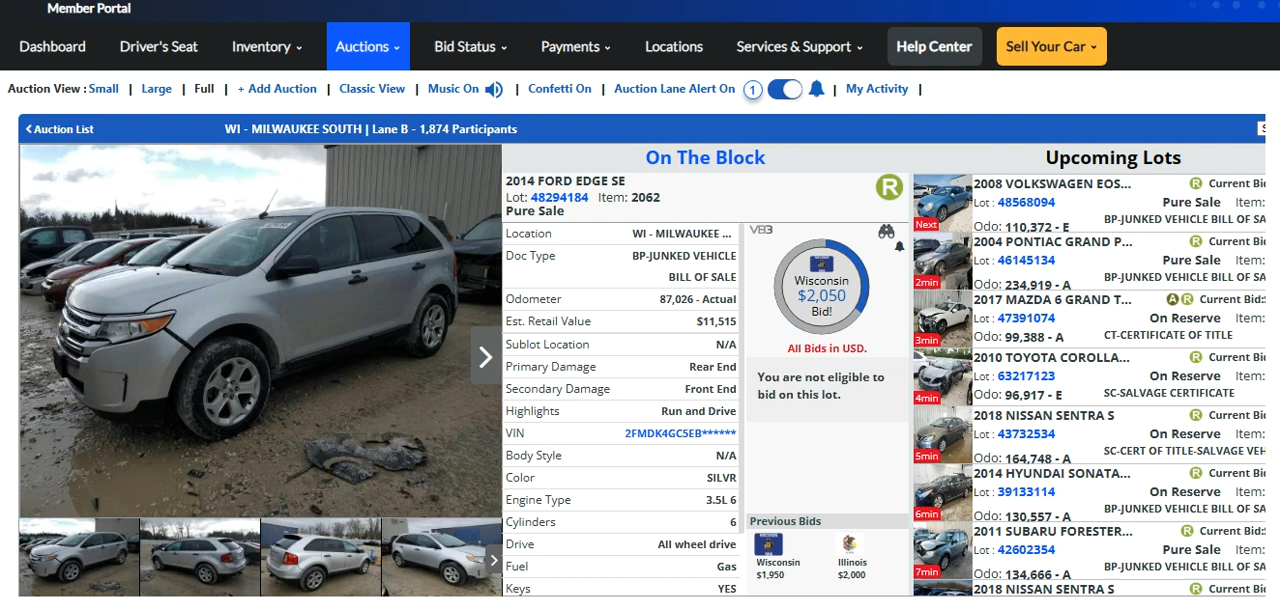 Member Portal
Dashboard Driver's Seat Inventory Auctions Bid Status Payments Locations Services & Support Help Center Sell Your Car
Auction View : Small | Large | Full | + Add Auction | Classic View | Music On | Confetti On | Auction Lane Alert On 1 | My Activity |
Auction List WI - MILWAUKEE SOUTH | Lane B - 1,874 Participants
On The Block
2014 FORD EDGE SE
Lot: 48294184 Item: 2062
Pure Sale
R
Location WI - MILWAUKEE ...
Doc Type BP-JUNKED VEHICLE
BILL OF SALE
Odometer 87,026 - Actual
Est. Retail Value $11,515
Sublot Location N/A
Primary Damage Rear End
Secondary Damage Front End
Highlights Run and Drive
VIN 2FMDK4GC5EB******
Body Style N/A
Color SILVR
Engine Type 3.5L 6
Cylinders 6
Drive All wheel drive
Fuel Gas
Keys YES
VB3
Wisconsin
$2,050
Bid!
All Bids in USD.
You are not eligible to
bid on this lot.
Previous Bids
Wisconsin
$1,950
Illinois
$2,000
Upcoming Lots
Next
2008 VOLKSWAGEN EOS... R Current Bi
Lot : 48568094 Pure Sale Item:
BP-JUNKED VEHICLE BILL OF SA
Odo: 110,372 - E
2min
2004 PONTIAC GRAND P... R Current Bi
Lot : 46145134 Pure Sale Item:
BP-JUNKED VEHICLE BILL OF SA
Odo: 234,919 - A
3min
2017 MAZDA 6 GRAND T... A R Current Bid:
Lot : 47391074 On Reserve Item:
Odo: 99,388 - A CT-CERTIFICATE OF TITLE
4min
2010 TOYOTA COROLLA... R Current Bi
Lot : 63217123 On Reserve Item:
Odo: 96,917 - E SC-SALVAGE CERTIFICATE
5min
2018 NISSAN SENTRA S R Current Bi
Lot : 43732534 On Reserve Item:
SC-CERT OF TITLE-SALVAGE VEH
Odo: 164,748 - A
6min
2014 HYUNDAI SONATA... R Current Bi
Lot : 39133114 On Reserve Item:
BP-JUNKED VEHICLE BILL OF SA
Odo: 130,557 - A
7min
2011 SUBARU FORESTER... R Current Bid:
Lot : 42602354 Pure Sale Item:
BP-JUNKED VEHICLE BILL OF SA
Odo: 134,666 - A
2018 NISSAN SENTRA S R Current Bi